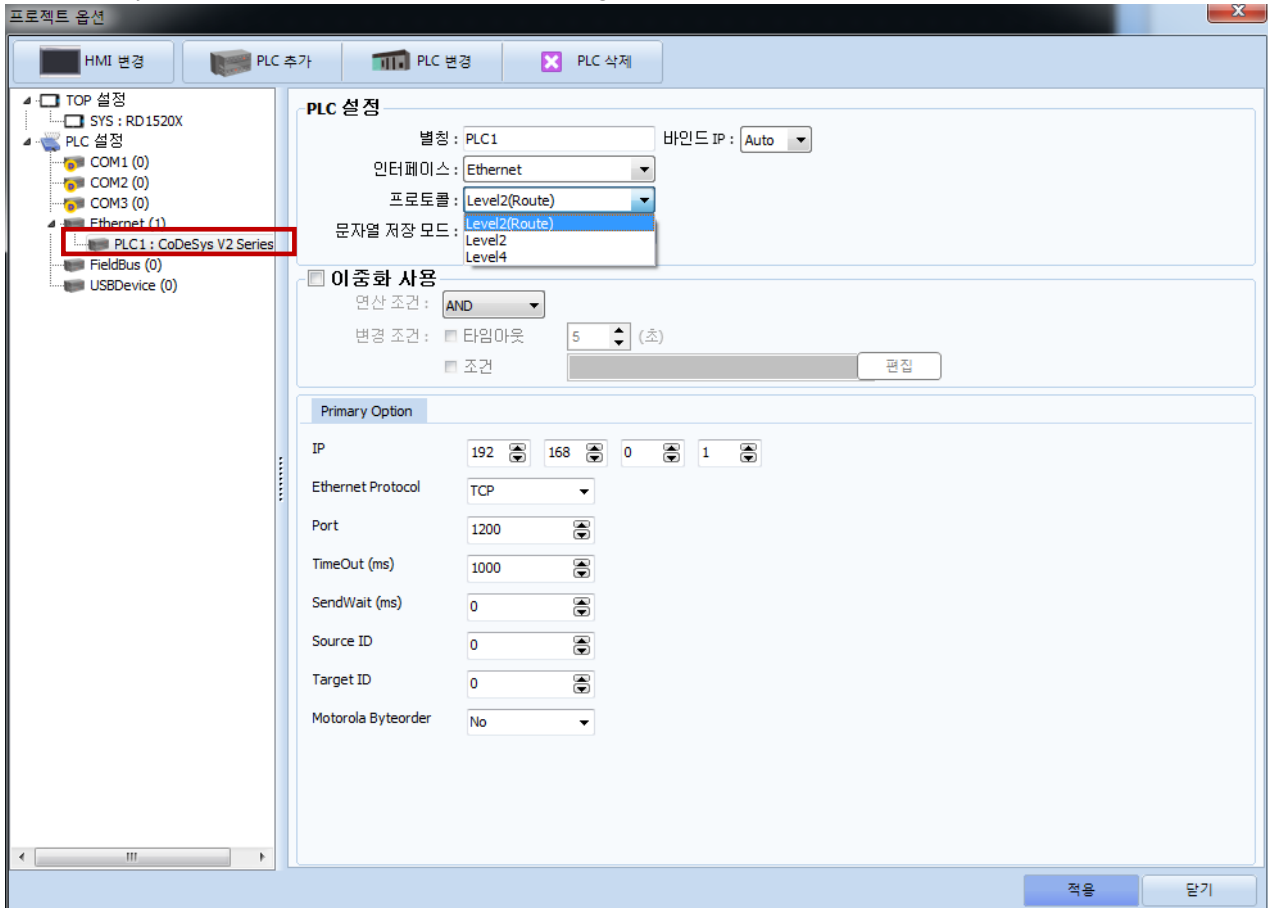 프로젝트 옵션
HMI 변경
PLC 추가
PLC 변경
PLC 삭제
TOP 설정
SYS : RD1520X
PLC 설정
COM1 (0)
COM2 (0)
COM3 (0)
Ethernet (1)
PLC1 : CoDeSys V2 Series
FieldBus (0)
USBDevice (0)
PLC 설정
별칭 : PLC1 바인드 IP : Auto
인터페이스 : Ethernet
프로토콜 : Level2(Route)
Level2(Route)
문자열 저장 모드 :
Level2
Level4
이중화 사용
연산 조건 : AND
변경 조건 : 타임아웃 5 (초)
조건 편집
Primary Option
IP 192 168 0 1
Ethernet Protocol TCP
Port 1200
TimeOut (ms) 1000
SendWait (ms) 0
Source ID 0
Target ID 0
Motorola Byteorder No
적용 닫기